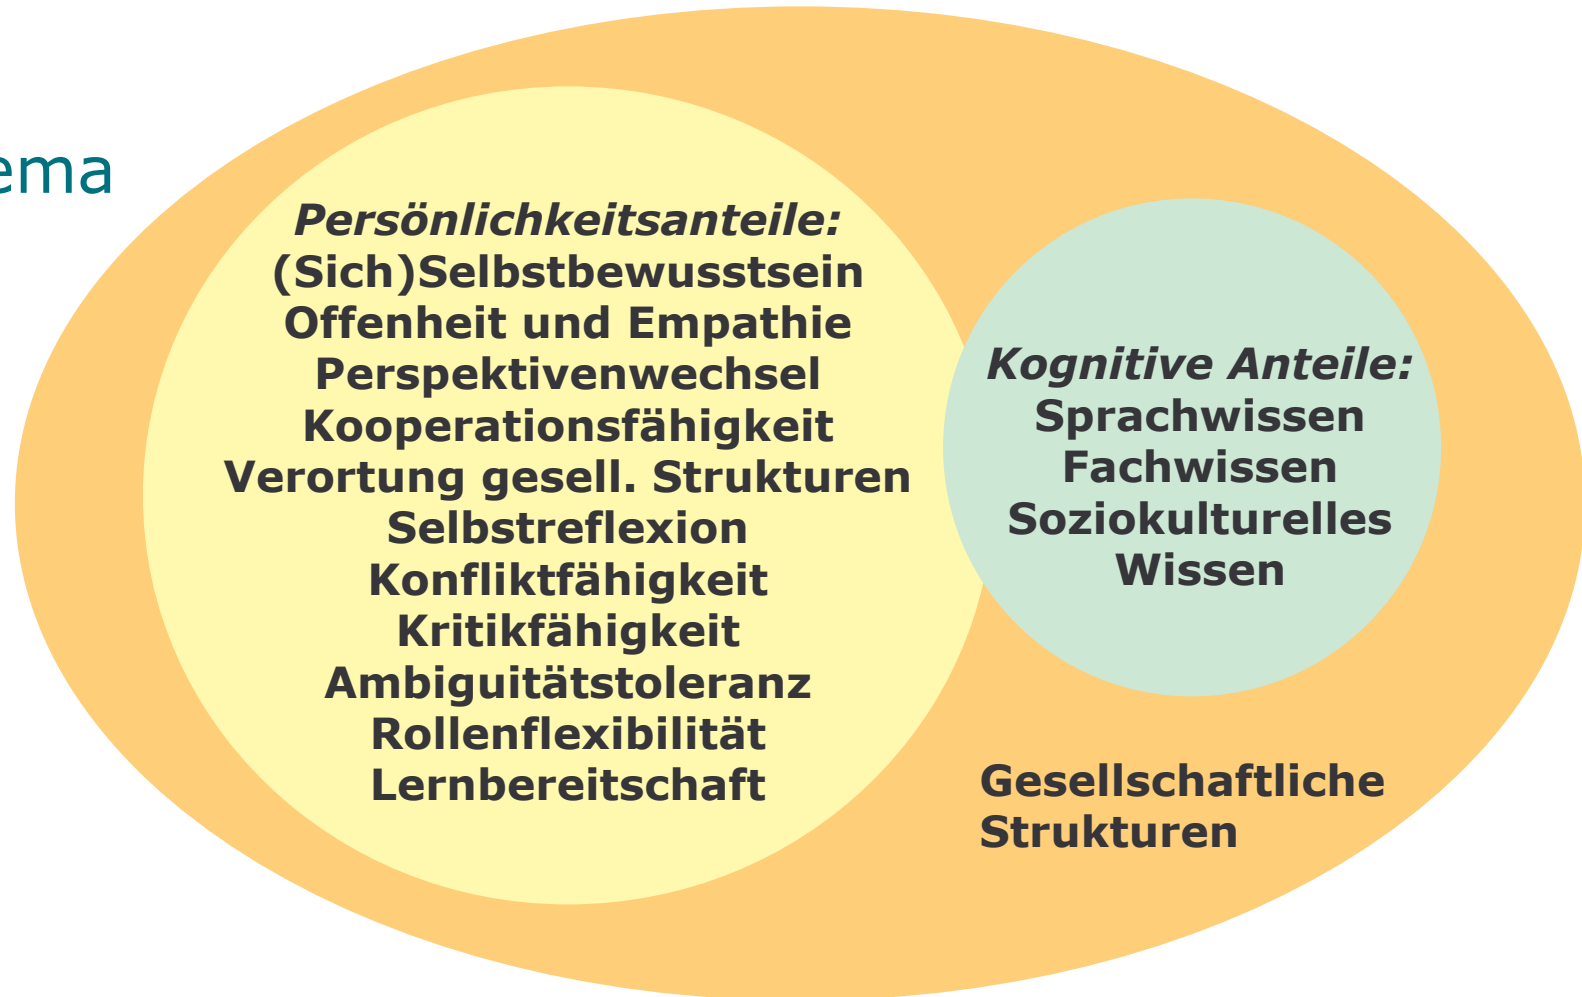 ema
Persönlichkeitsanteile:
(Sich)Selbstbewusstsein
Offenheit und Empathie
Perspektivenwechsel
Kooperationsfähigkeit
Verortung gesell. Strukturen
Selbstreflexion
Konfliktfähigkeit
Kritikfähigkeit
Ambiguitätstoleranz
Rollenflexibilität
Lernbereitschaft
Kognitive Anteile:
Sprachwissen
Fachwissen
Soziokulturelles
Wissen
Gesellschaftliche
Strukturen